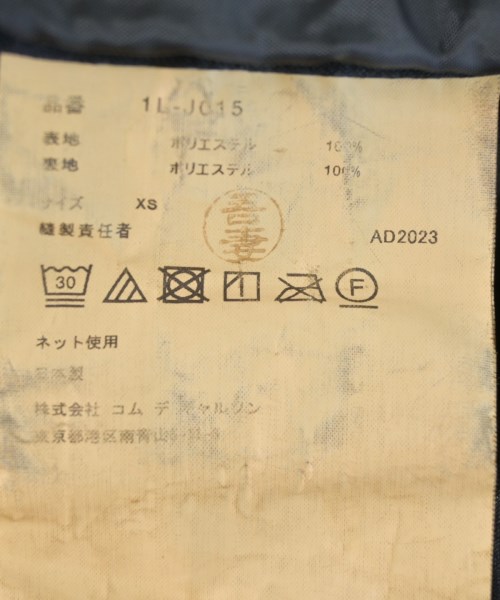 品番 1L-J015
表地 ポリエステル 100%
裏地 ポリエステル 100%
サイズ XS
吾妻
縫製責任者 AD2023
30 F
ネット使用
日本製
株式会社 コム デ ギャルソン
東京都港区南青山5-11-5